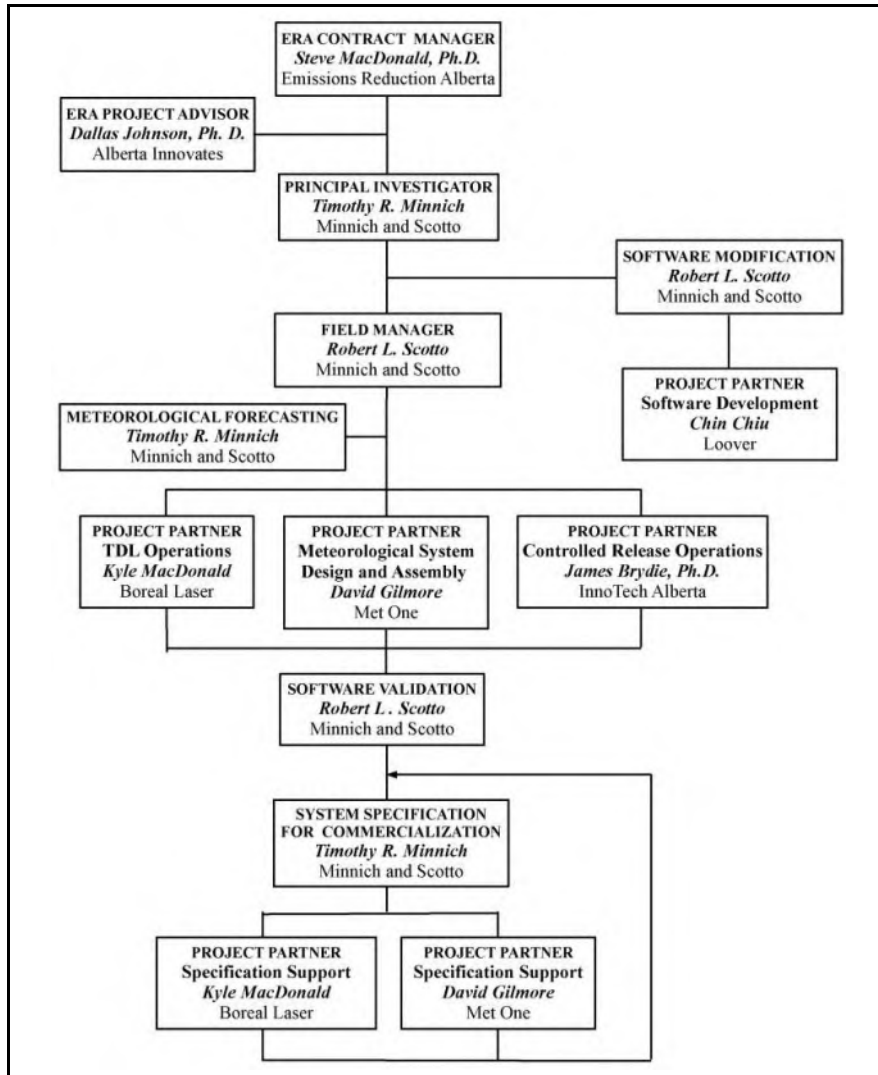 ERA CONTRACT MANAGER
Steve MacDonald, Ph.D.
Emissions Reduction Alberta
ERA PROJECT ADVISOR
Dallas Johnson, Ph. D.
Alberta Innovates
PRINCIPAL INVESTIGATOR
Timothy R. Minnich
Minnich and Scotto
SOFTWARE MODIFICATION
Robert L. Scotto
Minnich and Scotto
FIELD MANAGER
Robert L. Scotto
Minnich and Scotto
PROJECT PARTNER
Software Development
Chin Chiu
Loover
METEOROLOGICAL FORECASTING
Timothy R. Minnich
Minnich and Scotto
PROJECT PARTNER
TDL Operations
Kyle MacDonald
Boreal Laser
PROJECT PARTNER
Meteorological System
Design and Assembly
David Gilmore
Met One
PROJECT PARTNER
Controlled Release Operations
James Brydie, Ph.D.
InnoTech Alberta
SOFTWARE VALIDATION
Robert L . Scotto
Minnich and Scotto
SYSTEM SPECIFICATION
FOR COMMERCIALIZATION
Timothy R. Minnich
Minnich and Scotto
PROJECT PARTNER
Specification Support
Kyle MacDonald
Boreal Laser
PROJECT PARTNER
Specification Support
David Gilmore
Met One